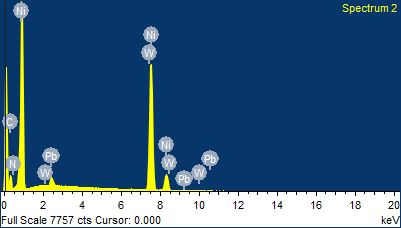 Spectrum 2
Ni
Ni
W
C
Ni
Pb
Pb
N
W
W
W
Pb
0 2 4 6 8 10 12 14 16 18 20
Full Scale 7757 cts Cursor: 0.000 keV